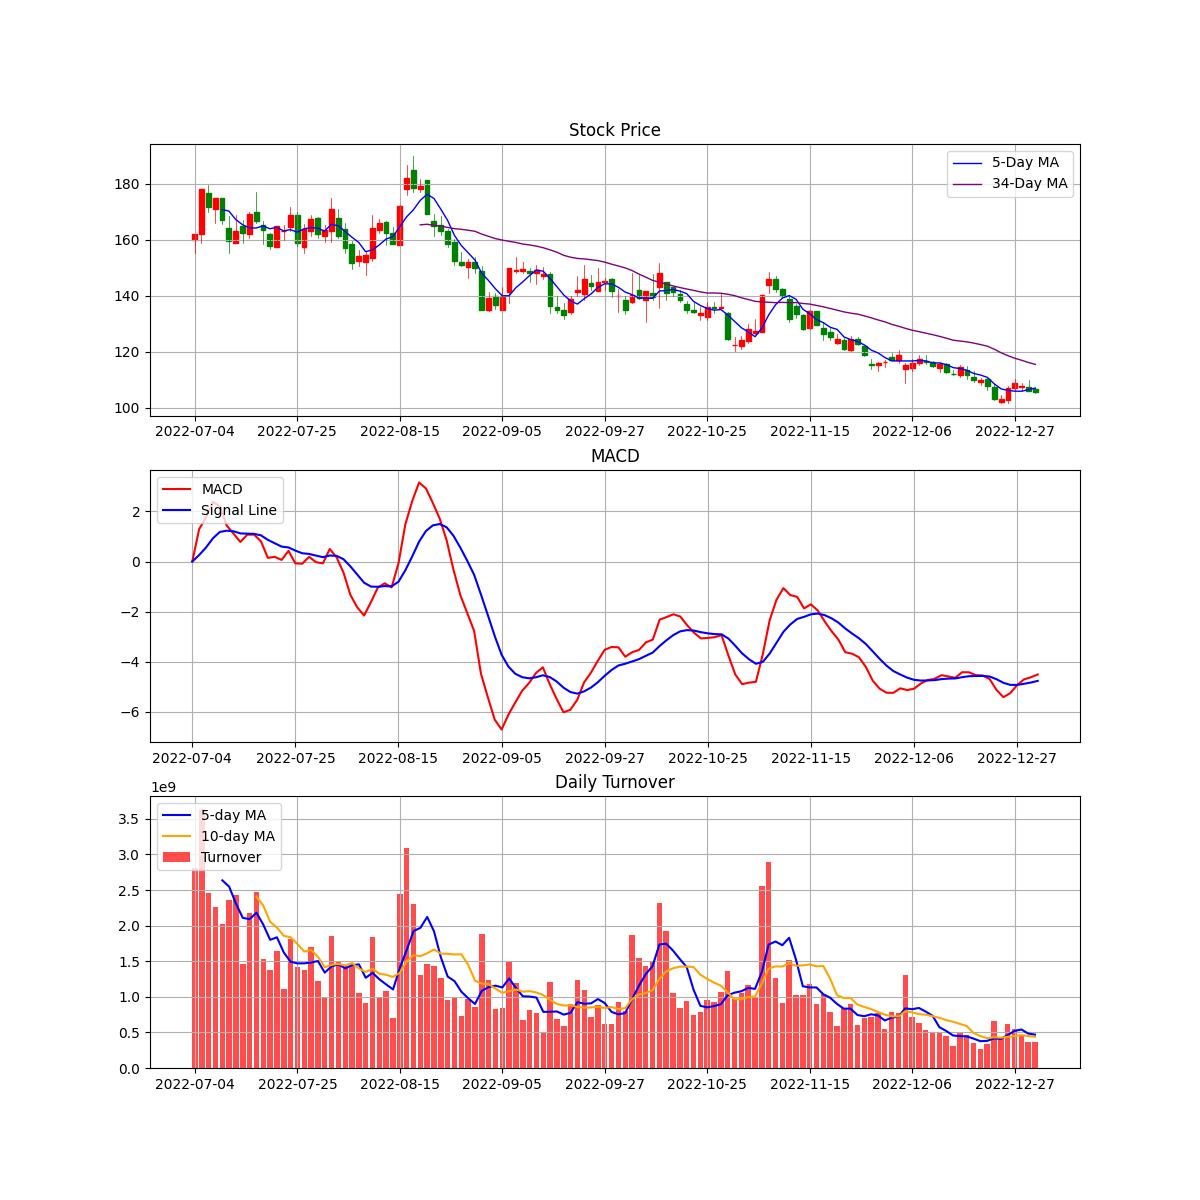 Stock Price
5-Day MA
34-Day MA
180
160
140
120
100
2022-07-04 2022-07-25 2022-08-15 2022-09-05 2022-09-27 2022-10-25 2022-11-15 2022-12-06 2022-12-27
MACD
MACD
Signal Line
2
0
−2
−4
−6
2022-07-04 2022-07-25 2022-08-15 2022-09-05 2022-09-27 2022-10-25 2022-11-15 2022-12-06 2022-12-27
Daily Turnover
1e9
5-day MA
10-day MA
Turnover
3.5
3.0
2.5
2.0
1.5
1.0
0.5
0.0
2022-07-04 2022-07-25 2022-08-15 2022-09-05 2022-09-27 2022-10-25 2022-11-15 2022-12-06 2022-12-27